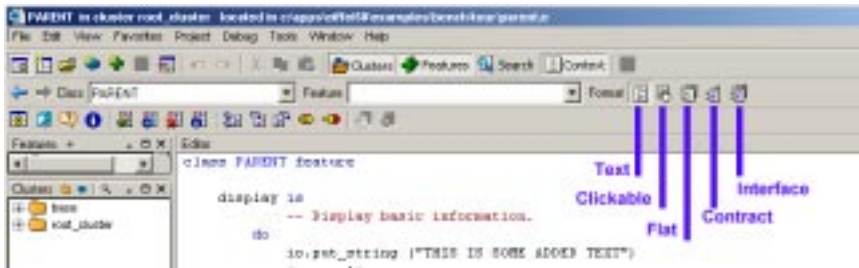 PARENT in cluster root_cluster located in c:\apps\eiffel5\examples\bench\tour\parent.e
File Edit View Favorites Project Debug Tools Window Help
Clusters Features Search Context
Class PARENT Feature Format
Features
Editor
Clusters
base
root_cluster
class PARENT feature
display is
-- Display basic information.
do
io.put_string ("THIS IS SOME ADDED TEXT")
Text
Clickable
Flat
Contract
Interface